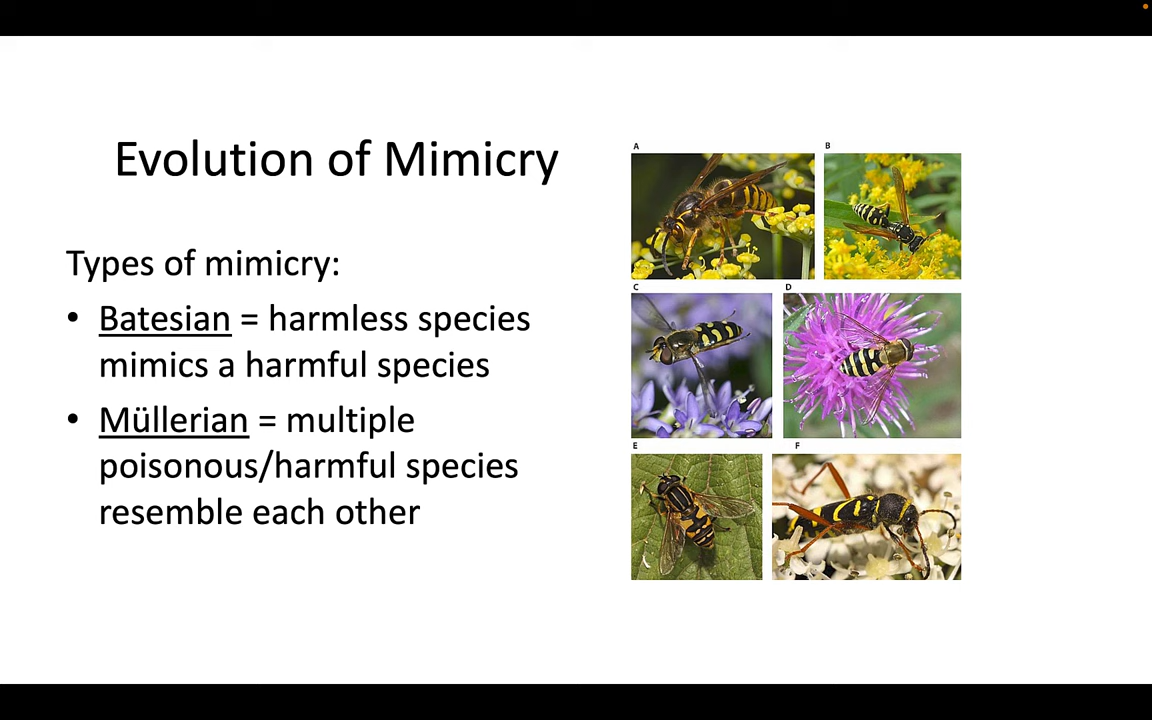 Evolution of Mimicry
Types of mimicry:
• Batesian = harmless species
mimics a harmful species
• Müllerian = multiple
poisonous/harmful species
resemble each other
A
B
C
D
E
F